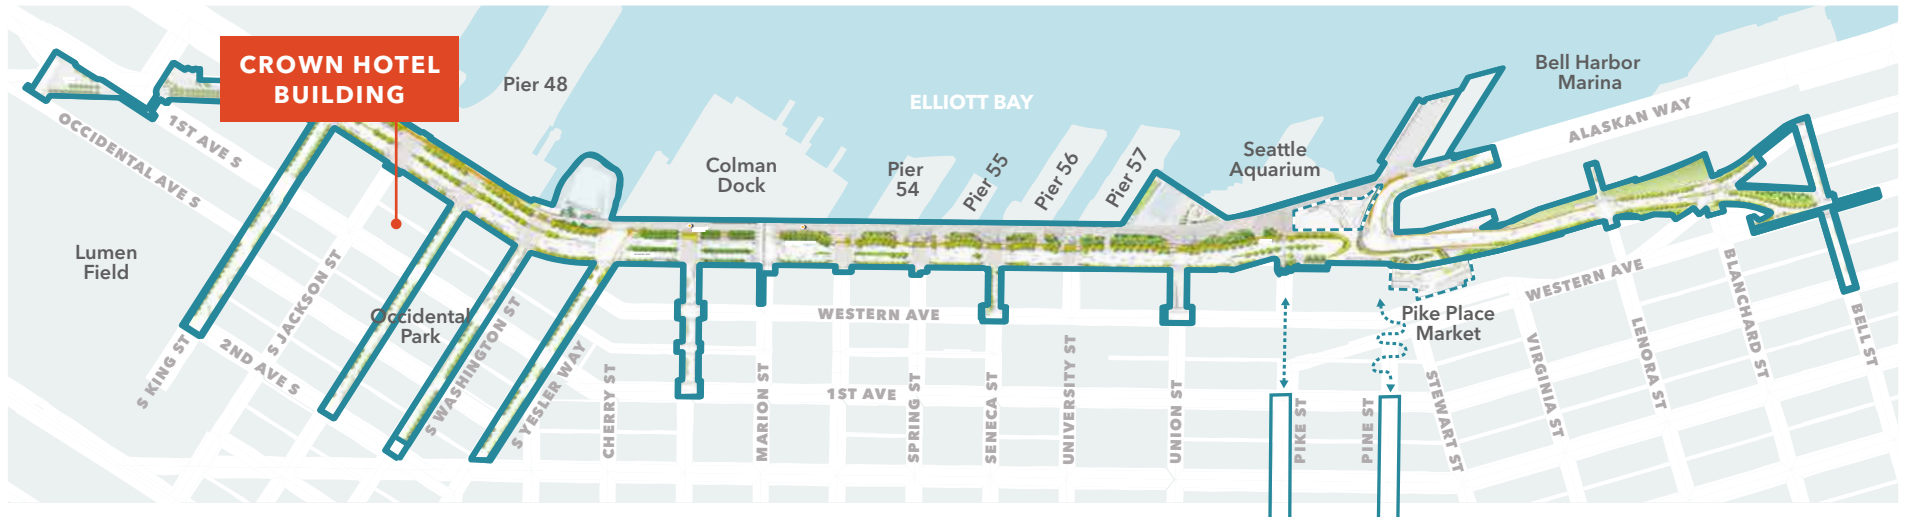 CROWN HOTEL
BUILDING
Pier 48
ELLIOTT BAY
Bell Harbor
Marina
ALASKAN WAY
OCCIDENTAL AVE S
1ST AVE S
Colman
Dock
Pier
54
Pier 55
Pier 56
Pier 57
Seattle
Aquarium
Lumen
Field
S JACKSON ST
Occidental
Park
S KING ST
2ND AVE S
S WASHINGTON ST
S YESLER WAY
CHERRY ST
WESTERN AVE
1ST AVE
MARION ST
SPRING ST
SENECA ST
UNIVERSITY ST
UNION ST
PIKE ST
PINE ST
Pike Place
Market
WESTERN AVE
STEWART ST
VIRGINIA ST
LENORA ST
BLANCHARD ST
BELL ST